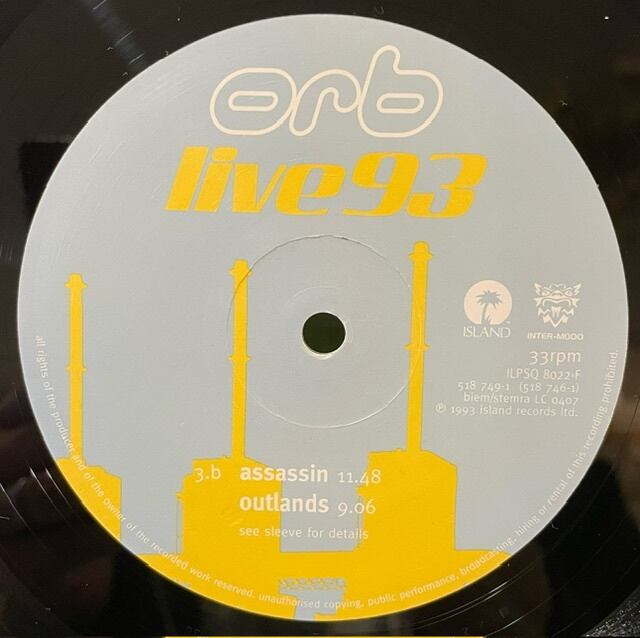 orb
live93
ISLAND
INTER-MODO
33rpm
ILPSQ 8022·F
518 749-1 (518 746-1)
biem/stemra LC 0407
℗ 1993 island records ltd.
3.b assassin 11.48
outlands 9.06
see sleeve for details
all rights of the producer and of the owner of the recorded work reserved. unauthorised copying, public performance, broadcasting, hiring or rental of this recording prohibited.